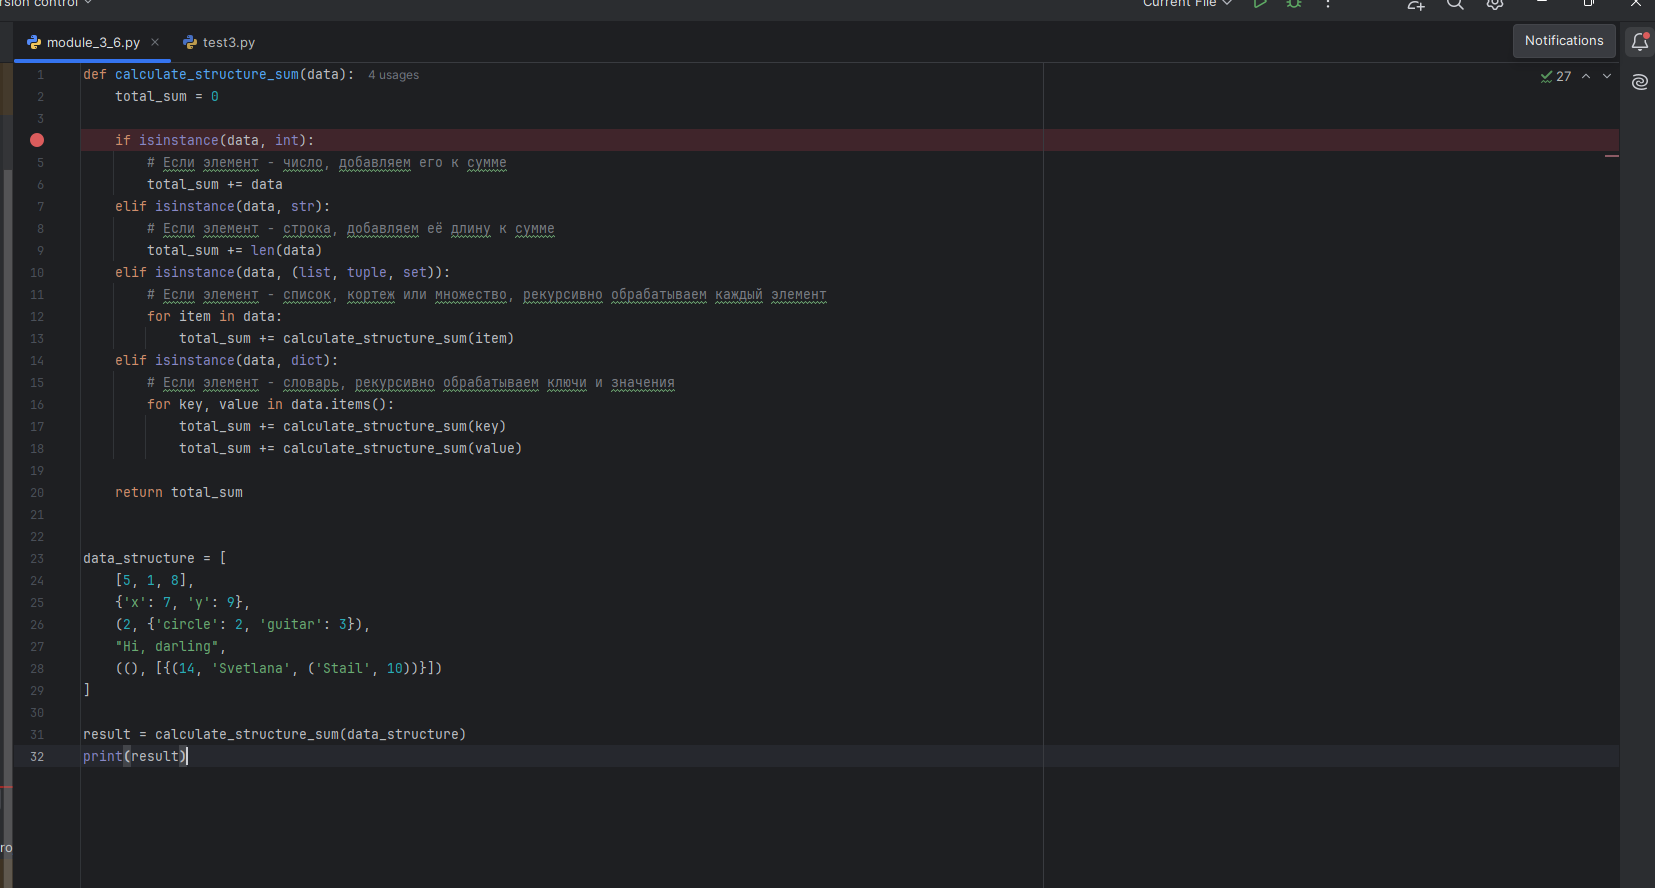 rsion control
Current File
module_3_6.py
test3.py
Notifications
27
1 def calculate_structure_sum(data): 4 usages
2 total_sum = 0
3
if isinstance(data, int):
5 # Если элемент - число, добавляем его к сумме
6 total_sum += data
7 elif isinstance(data, str):
8 # Если элемент - строка, добавляем её длину к сумме
9 total_sum += len(data)
10 elif isinstance(data, (list, tuple, set)):
11 # Если элемент - список, кортеж или множество, рекурсивно обрабатываем каждый элемент
12 for item in data:
13 total_sum += calculate_structure_sum(item)
14 elif isinstance(data, dict):
15 # Если элемент - словарь, рекурсивно обрабатываем ключи и значения
16 for key, value in data.items():
17 total_sum += calculate_structure_sum(key)
18 total_sum += calculate_structure_sum(value)
19
20 return total_sum
21
22
23 data_structure = [
24 [5, 1, 8],
25 {'x': 7, 'y': 9},
26 (2, {'circle': 2, 'guitar': 3}),
27 "Hi, darling",
28 ((), [{(14, 'Svetlana', ('Stail', 10))}])
29 ]
30
31 result = calculate_structure_sum(data_structure)
32 print(result)
ro